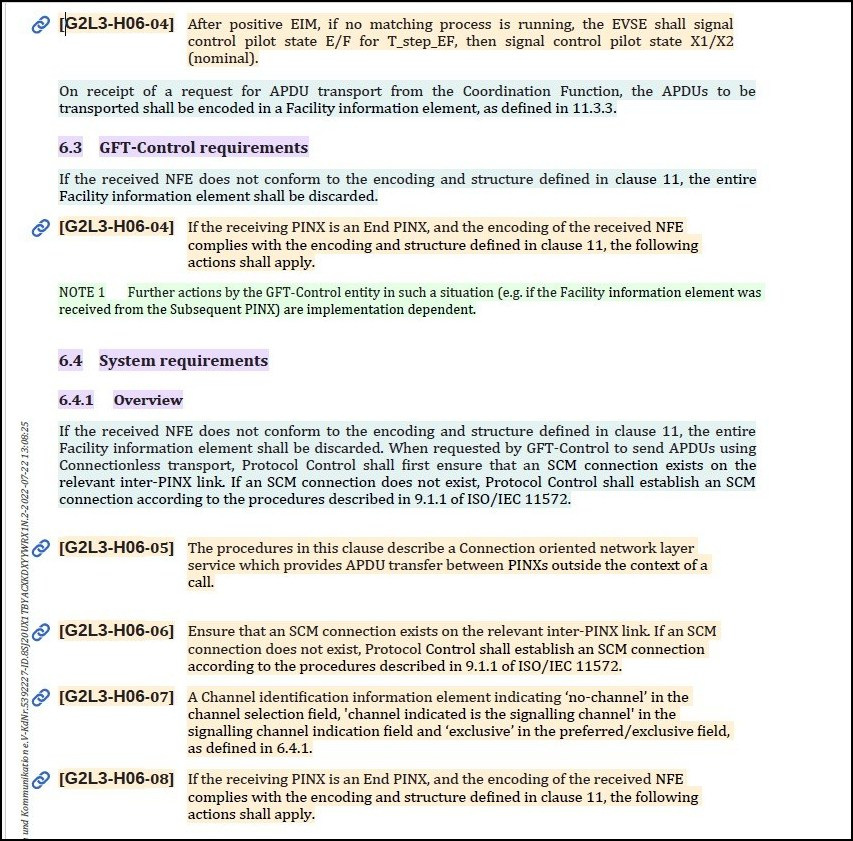 [G2L3-H06-04] After positive EIM, if no matching process is running, the EVSE shall signal
control pilot state E/F for T_step_EF, then signal control pilot state X1/X2
(nominal).
On receipt of a request for APDU transport from the Coordination Function, the APDUs to be
transported shall be encoded in a Facility information element, as defined in 11.3.3.
6.3 GFT-Control requirements
If the received NFE does not conform to the encoding and structure defined in clause 11, the entire
Facility information element shall be discarded.
[G2L3-H06-04] If the receiving PINX is an End PINX, and the encoding of the received NFE
complies with the encoding and structure defined in clause 11, the following
actions shall apply.
NOTE 1 Further actions by the GFT-Control entity in such a situation (e.g. if the Facility information element was
received from the Subsequent PINX) are implementation dependent.
6.4 System requirements
6.4.1 Overview
If the received NFE does not conform to the encoding and structure defined in clause 11, the entire
Facility information element shall be discarded. When requested by GFT-Control to send APDUs using
Connectionless transport, Protocol Control shall first ensure that an SCM connection exists on the
relevant inter-PINX link. If an SCM connection does not exist, Protocol Control shall establish an SCM
connection according to the procedures described in 9.1.1 of ISO/IEC 11572.
[G2L3-H06-05] The procedures in this clause describe a Connection oriented network layer
service which provides APDU transfer between PINXs outside the context of a
call.
[G2L3-H06-06] Ensure that an SCM connection exists on the relevant inter-PINX link. If an SCM
connection does not exist, Protocol Control shall establish an SCM connection
according to the procedures described in 9.1.1 of ISO/IEC 11572.
[G2L3-H06-07] A Channel identification information element indicating ‘no-channel’ in the
channel selection field, 'channel indicated is the signalling channel' in the
signalling channel indication field and ‘exclusive’ in the preferred/exclusive field,
as defined in 6.4.1.
[G2L3-H06-08] If the receiving PINX is an End PINX, and the encoding of the received NFE
complies with the encoding and structure defined in clause 11, the following
actions shall apply.
und Kommunikation e.V-KdNr.5392227-ID.8SJ20UX1TBYACXKDXYYWRX1N.2-2022-07-22 13:08:25